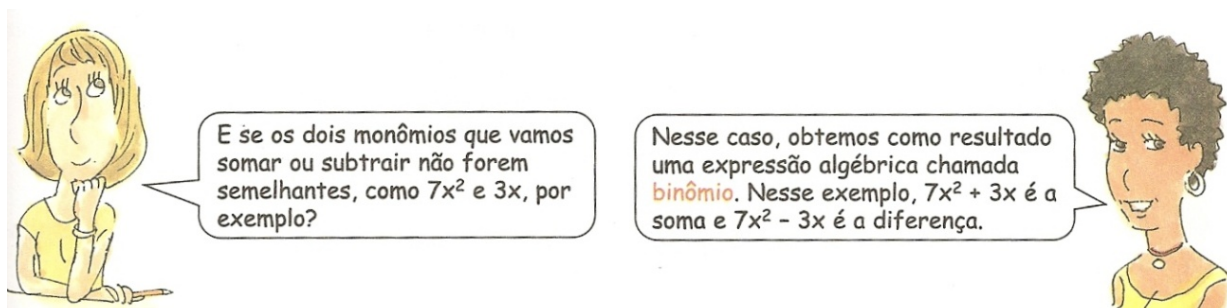 E se os dois monômios que vamos
somar ou subtrair não forem
semelhantes, como 7x² e 3x, por
exemplo?
Nesse caso, obtemos como resultado
uma expressão algébrica chamada
binômio. Nesse exemplo, 7x² + 3x é a
soma e 7x² - 3x é a diferença.